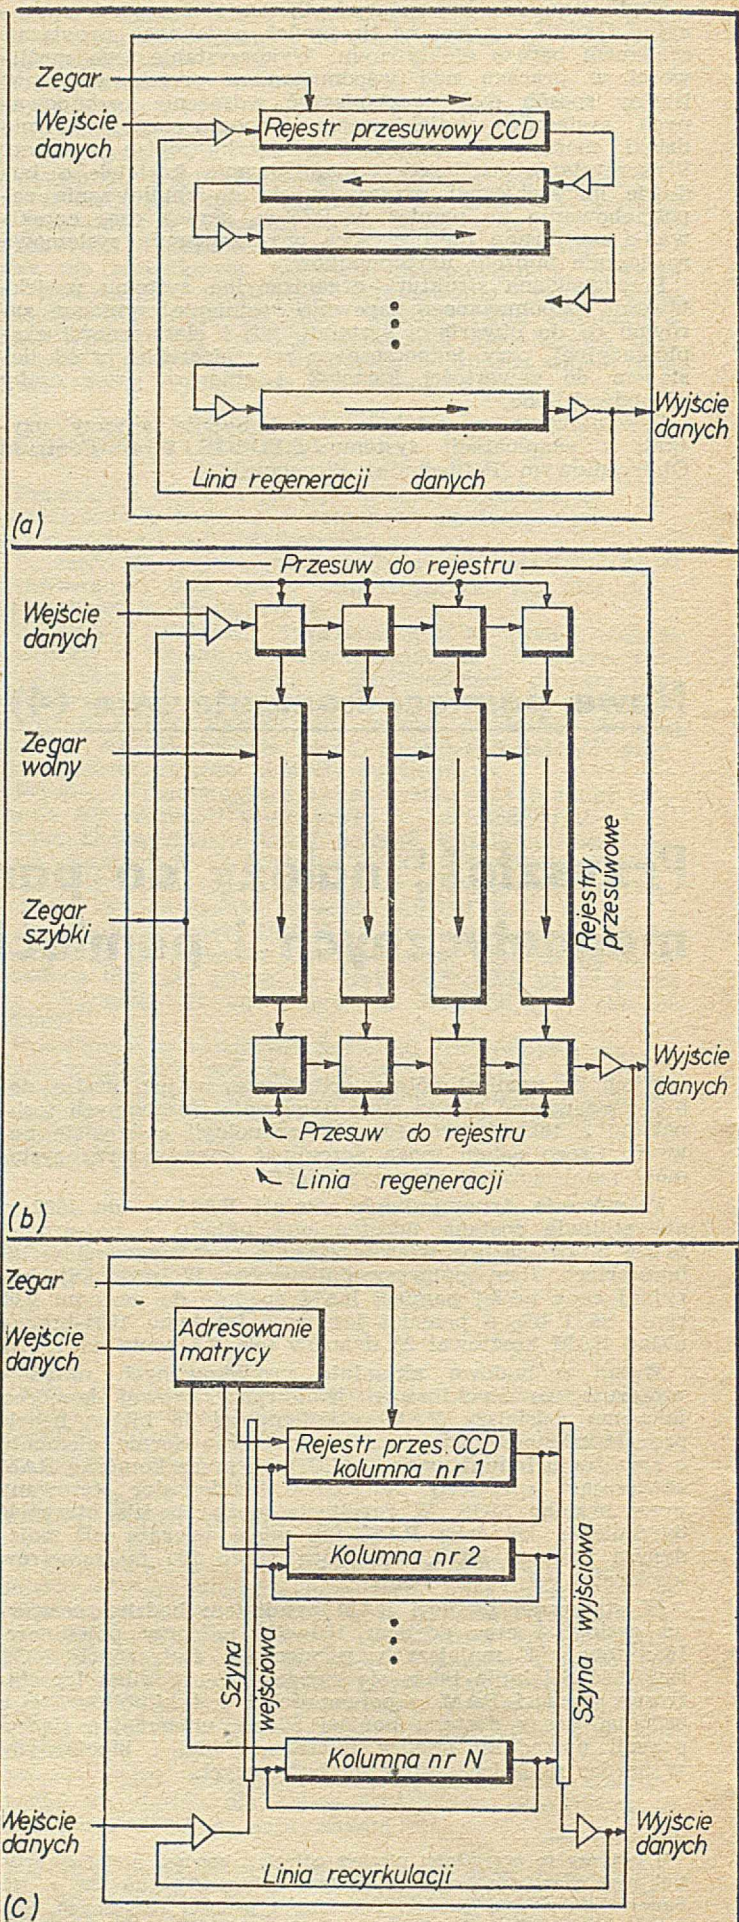 Zegar
Wejście
danych
Rejestr przesuwowy CCD
Wyjście
danych
Linia regeneracji danych
(a)
Przesuw do rejestru
Wejście
danych
Zegar
wolny
Zegar
szybki
Rejestry
przesuwowe
Wyjście
danych
Przesuw do rejestru
Linia regeneracji
(b)
Zegar
Wejście
danych
Adresowanie
matrycy
Rejestr przes. CCD
kolumna nr 1
Kolumna nr 2
Szyna
wejściowa
Szyna wyjściowa
Kolumna nr N
Wejście
danych
Wyjście
danych
Linia recyrkulacji
(c)